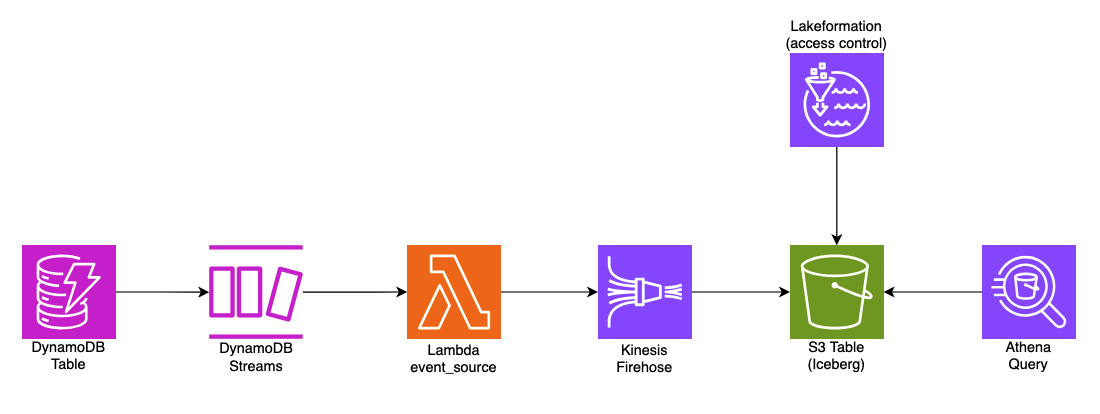 Lakeformation
(access control)
DynamoDB
Table
DynamoDB
Streams
Lambda
event_source
Kinesis
Firehose
S3 Table
(Iceberg)
Athena
Query